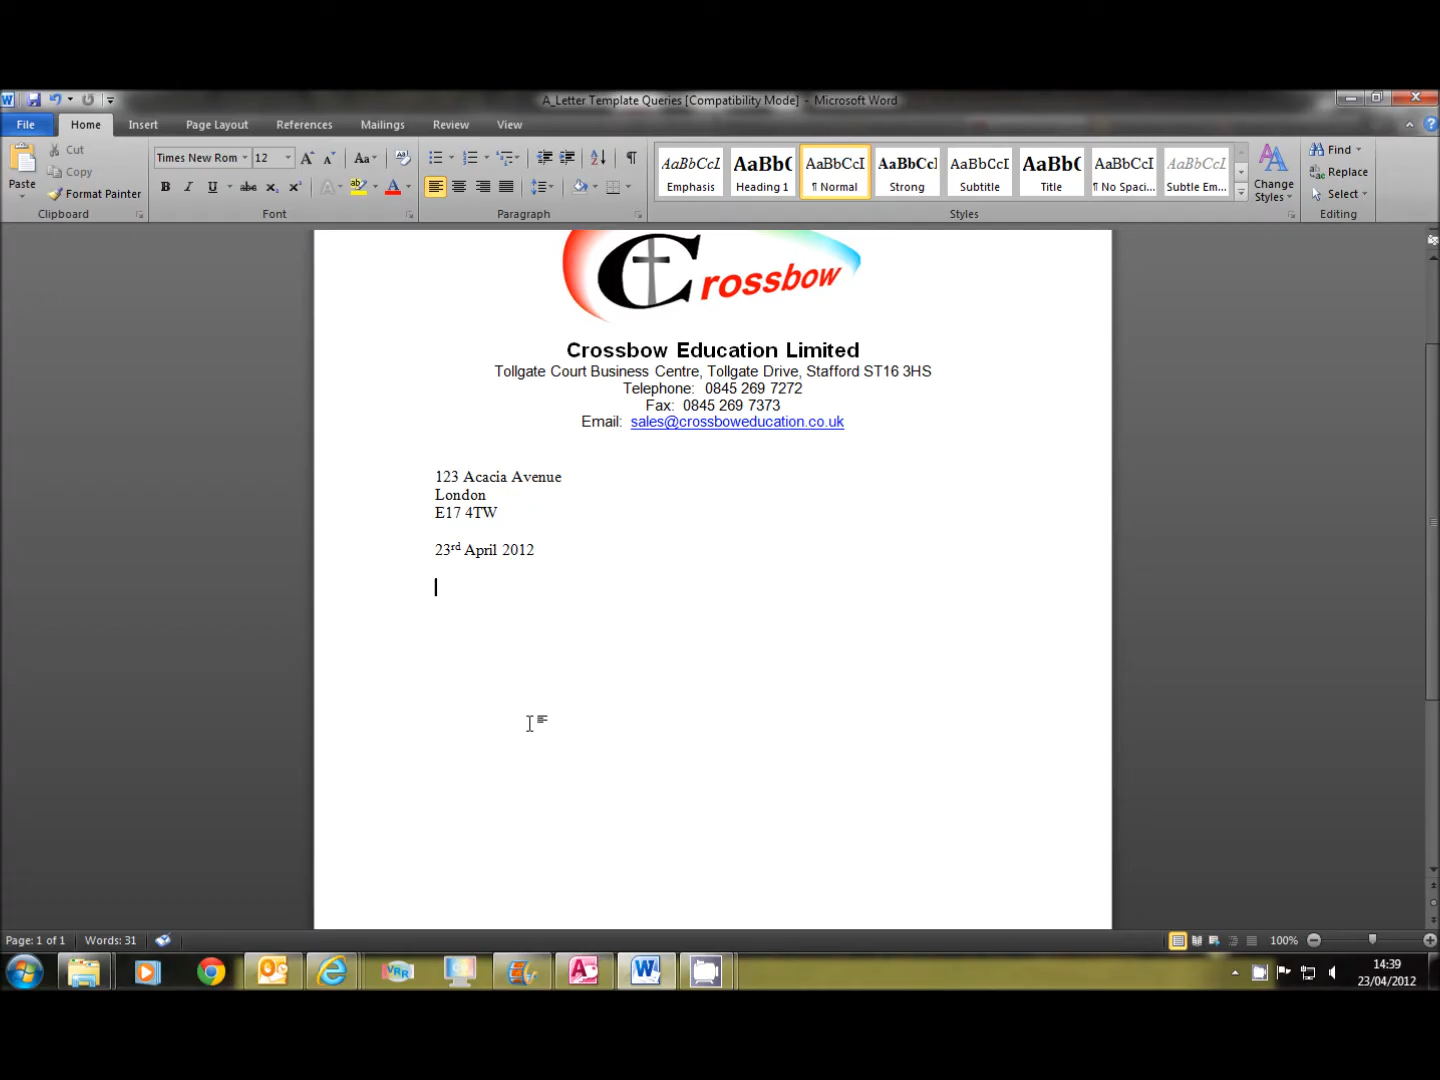 A_Letter Template Queries [Compatibility Mode] - Microsoft Word
File Home Insert Page Layout References Mailings Review View
Paste
Cut
Copy
Format Painter
Clipboard
Times New Rom 12
Font
Paragraph
AaBbCcI AaBb( AaBbCcI AaBbCc] AaBbCcI AaBb( AaBbCcI AaBbCcI
Emphasis Heading 1 ¶ Normal Strong Subtitle Title ¶ No Spaci... Subtle Em...
Change Styles
Styles
Find
Replace
Select
Editing
Crossbow
Crossbow Education Limited
Tollgate Court Business Centre, Tollgate Drive, Stafford ST16 3HS
Telephone: 0845 269 7272
Fax: 0845 269 7373
Email: sales@crossboweducation.co.uk
123 Acacia Avenue
London
E17 4TW
23rd April 2012
Page: 1 of 1 Words: 31 100%
VRR
14:39
23/04/2012